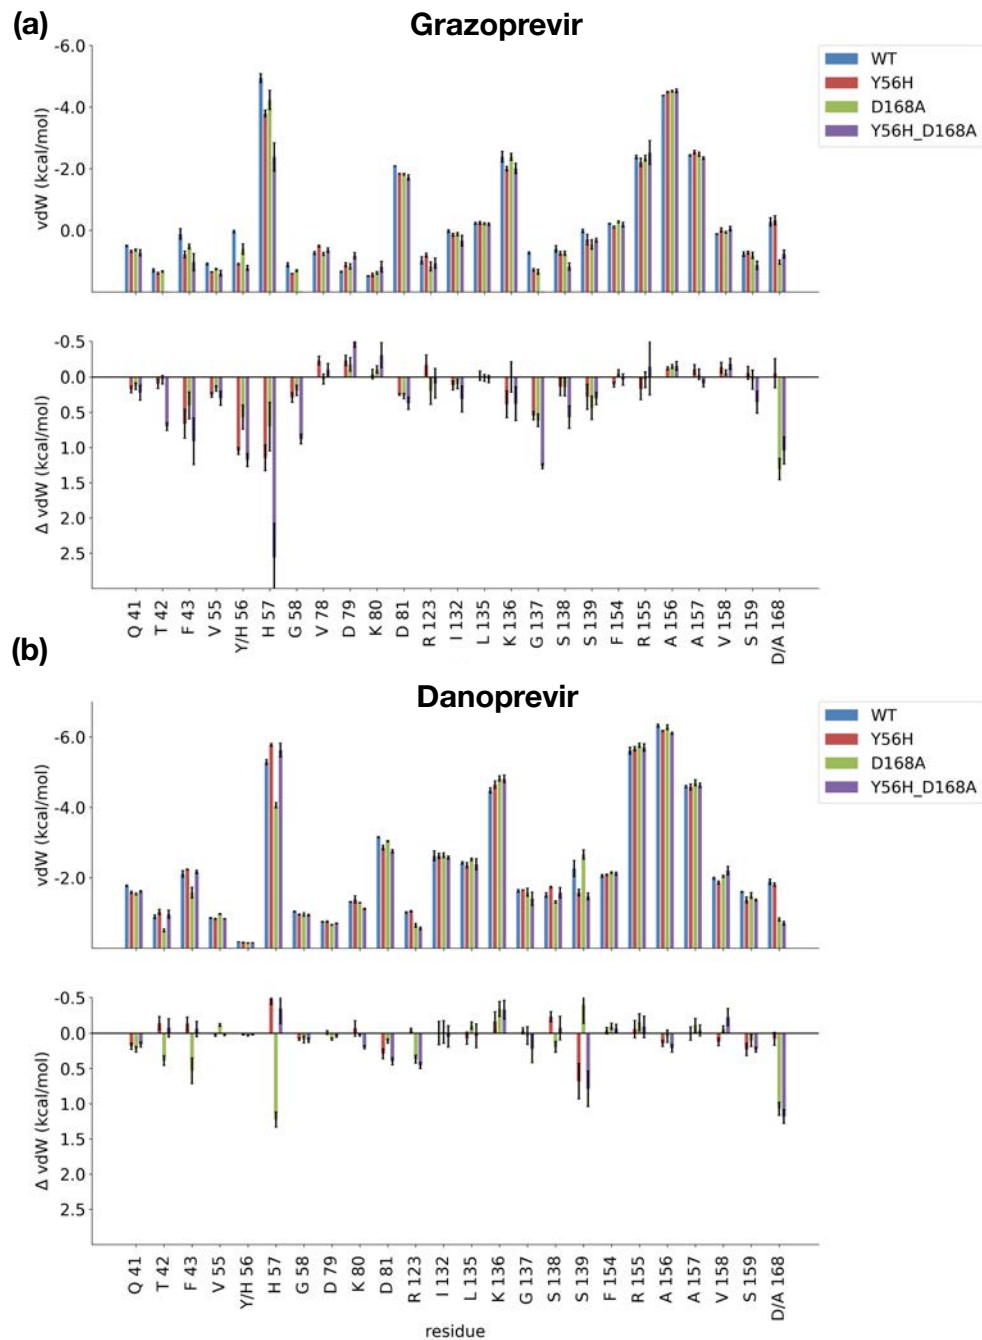 (a)
Grazoprevir
-6.0
-4.0
-2.0
0.0
vdW (kcal/mol)
WT
Y56H
D168A
Y56H_D168A
-0.5
0.0
0.5
1.0
1.5
2.0
2.5
Δ vdW (kcal/mol)
Q 41
T 42
F 43
V 55
Y/H 56
H 57
G 58
V 78
D 79
K 80
D 81
R 123
I 132
L 135
K 136
G 137
S 138
S 139
F 154
R 155
A 156
A 157
V 158
S 159
D/A 168
(b)
Danoprevir
-6.0
-4.0
-2.0
vdW (kcal/mol)
WT
Y56H
D168A
Y56H_D168A
-0.5
0.0
0.5
1.0
1.5
2.0
2.5
Δ vdW (kcal/mol)
Q 41
T 42
F 43
V 55
Y/H 56
H 57
G 58
D 79
K 80
D 81
R 123
I 132
L 135
K 136
G 137
S 138
S 139
F 154
R 155
A 156
A 157
V 158
S 159
D/A 168
residue